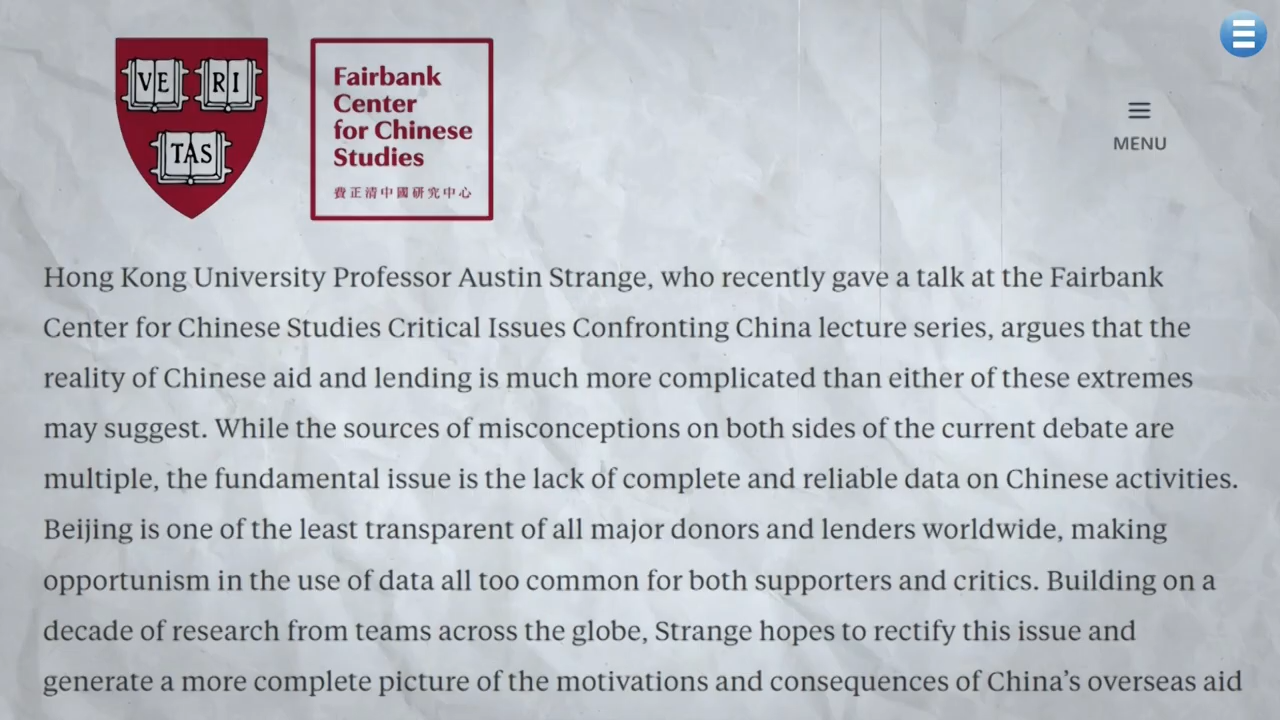 VE RI
TAS
Fairbank
Center
for Chinese
Studies
費正清中國研究中心
MENU
Hong Kong University Professor Austin Strange, who recently gave a talk at the Fairbank
Center for Chinese Studies Critical Issues Confronting China lecture series, argues that the
reality of Chinese aid and lending is much more complicated than either of these extremes
may suggest. While the sources of misconceptions on both sides of the current debate are
multiple, the fundamental issue is the lack of complete and reliable data on Chinese activities.
Beijing is one of the least transparent of all major donors and lenders worldwide, making
opportunism in the use of data all too common for both supporters and critics. Building on a
decade of research from teams across the globe, Strange hopes to rectify this issue and
generate a more complete picture of the motivations and consequences of China’s overseas aid